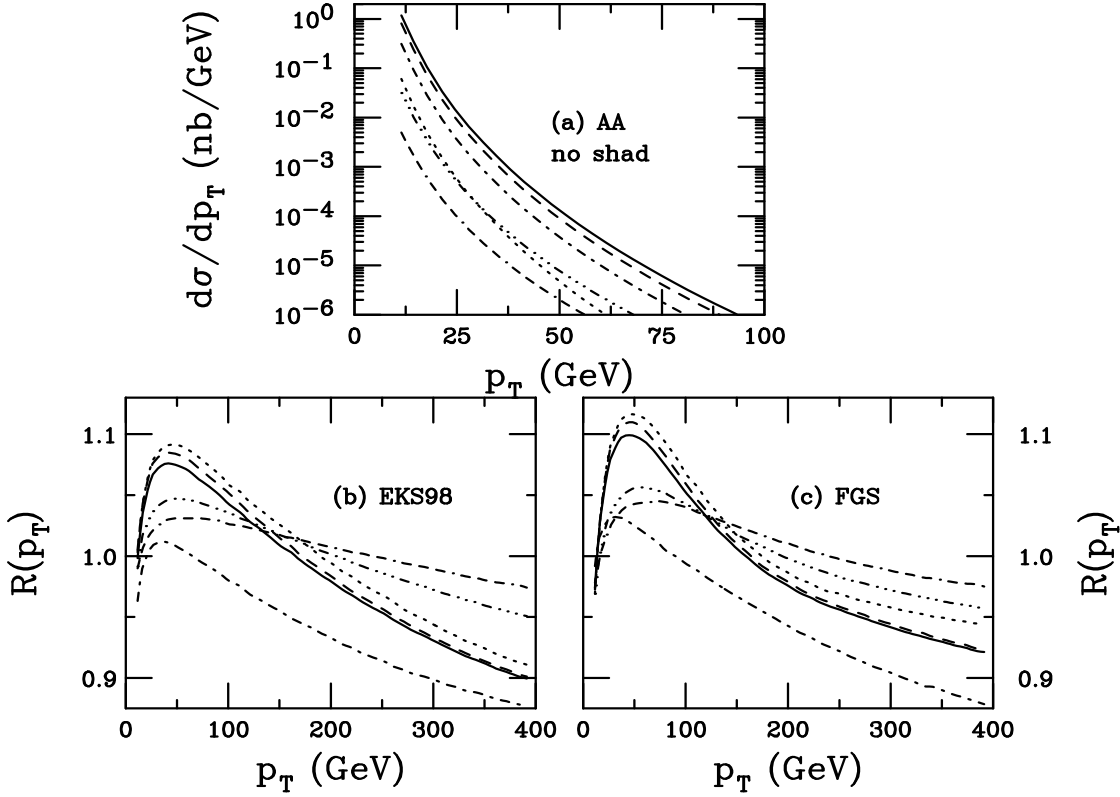 10^0
10^-1
10^-2
10^-3
10^-4
10^-5
10^-6
dσ/dp_T (nb/GeV)
(a) AA
no shad
0 25 50 75 100
p_T (GeV)
1.1
1.0
0.9
R(p_T)
(b) EKS98
0 100 200 300 400
p_T (GeV)
(c) FGS
0 100 200 300 400
p_T (GeV)
1.1
1.0
0.9
R(p_T)